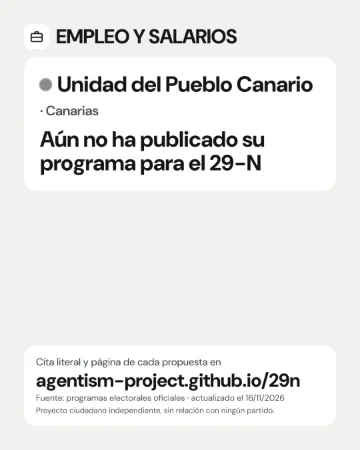 EMPLEO Y SALARIOS
Unidad del Pueblo Canario
· Canarias
Aún no ha publicado su
programa para el 29-N
Cita literal y página de cada propuesta en
agentism-project.github.io/29n
Fuente: programas electorales oficiales · actualizado el 16/11/2026
Proyecto ciudadano independiente, sin relación con ningún partido.